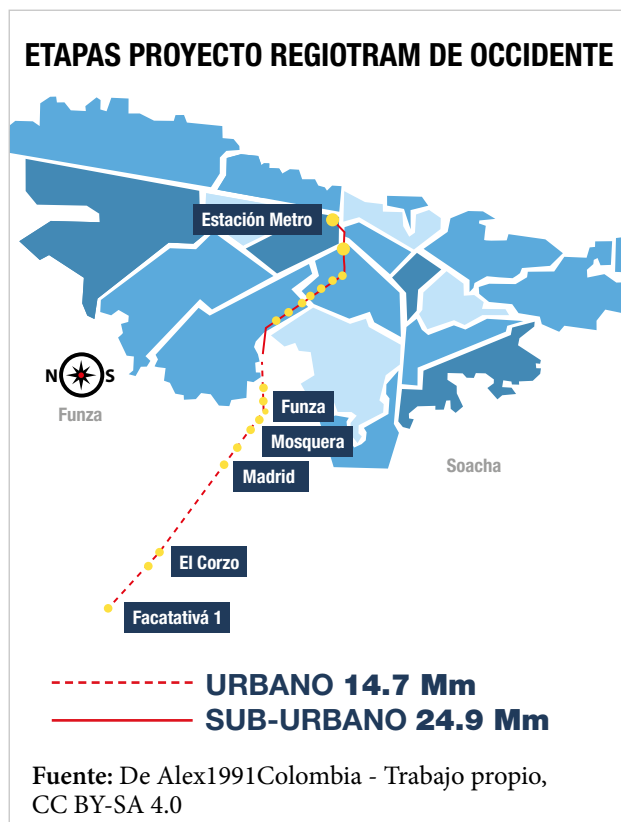 ETAPAS PROYECTO REGIOTRAM DE OCCIDENTE
Estación Metro
N S
Funza
Funza
Mosquera
Soacha
Madrid
El Corzo
Facatativá 1
URBANO 14.7 Mm
SUB-URBANO 24.9 Mm
Fuente: De Alex1991Colombia - Trabajo propio,
CC BY-SA 4.0